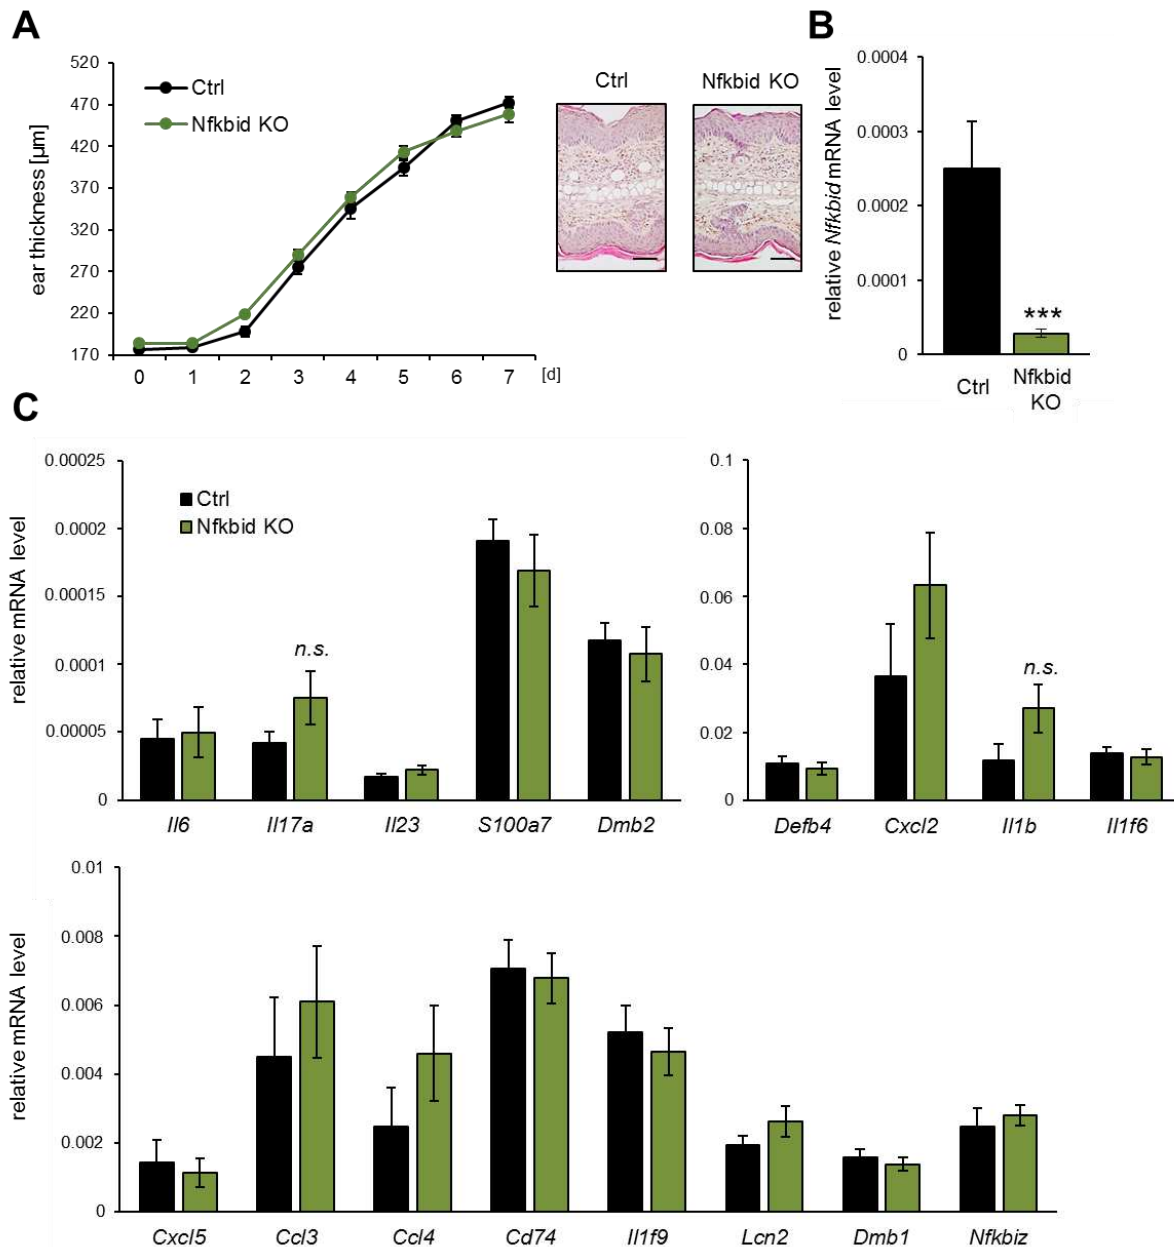 A
520
470
420
370
320
270
220
170
ear thickness [µm]
Ctrl
Nfkbid KO
0 1 2 3 4 5 6 7 [d]
Ctrl Nfkbid KO
B
relative Nfkbid mRNA level
0.0004
0.0003
0.0002
0.0001
0
***
Ctrl Nfkbid
KO
C
relative mRNA level
0.00025
0.0002
0.00015
0.0001
0.00005
0
Ctrl
Nfkbid KO
n.s.
Il6 Il17a Il23 S100a7 Dmb2
0.1
0.08
0.06
0.04
0.02
0
n.s.
Defb4 Cxcl2 Il1b Il1f6
relative mRNA level
0.01
0.008
0.006
0.004
0.002
0
Cxcl5 Ccl3 Ccl4 Cd74 Il1f9 Lcn2 Dmb1 Nfkbiz